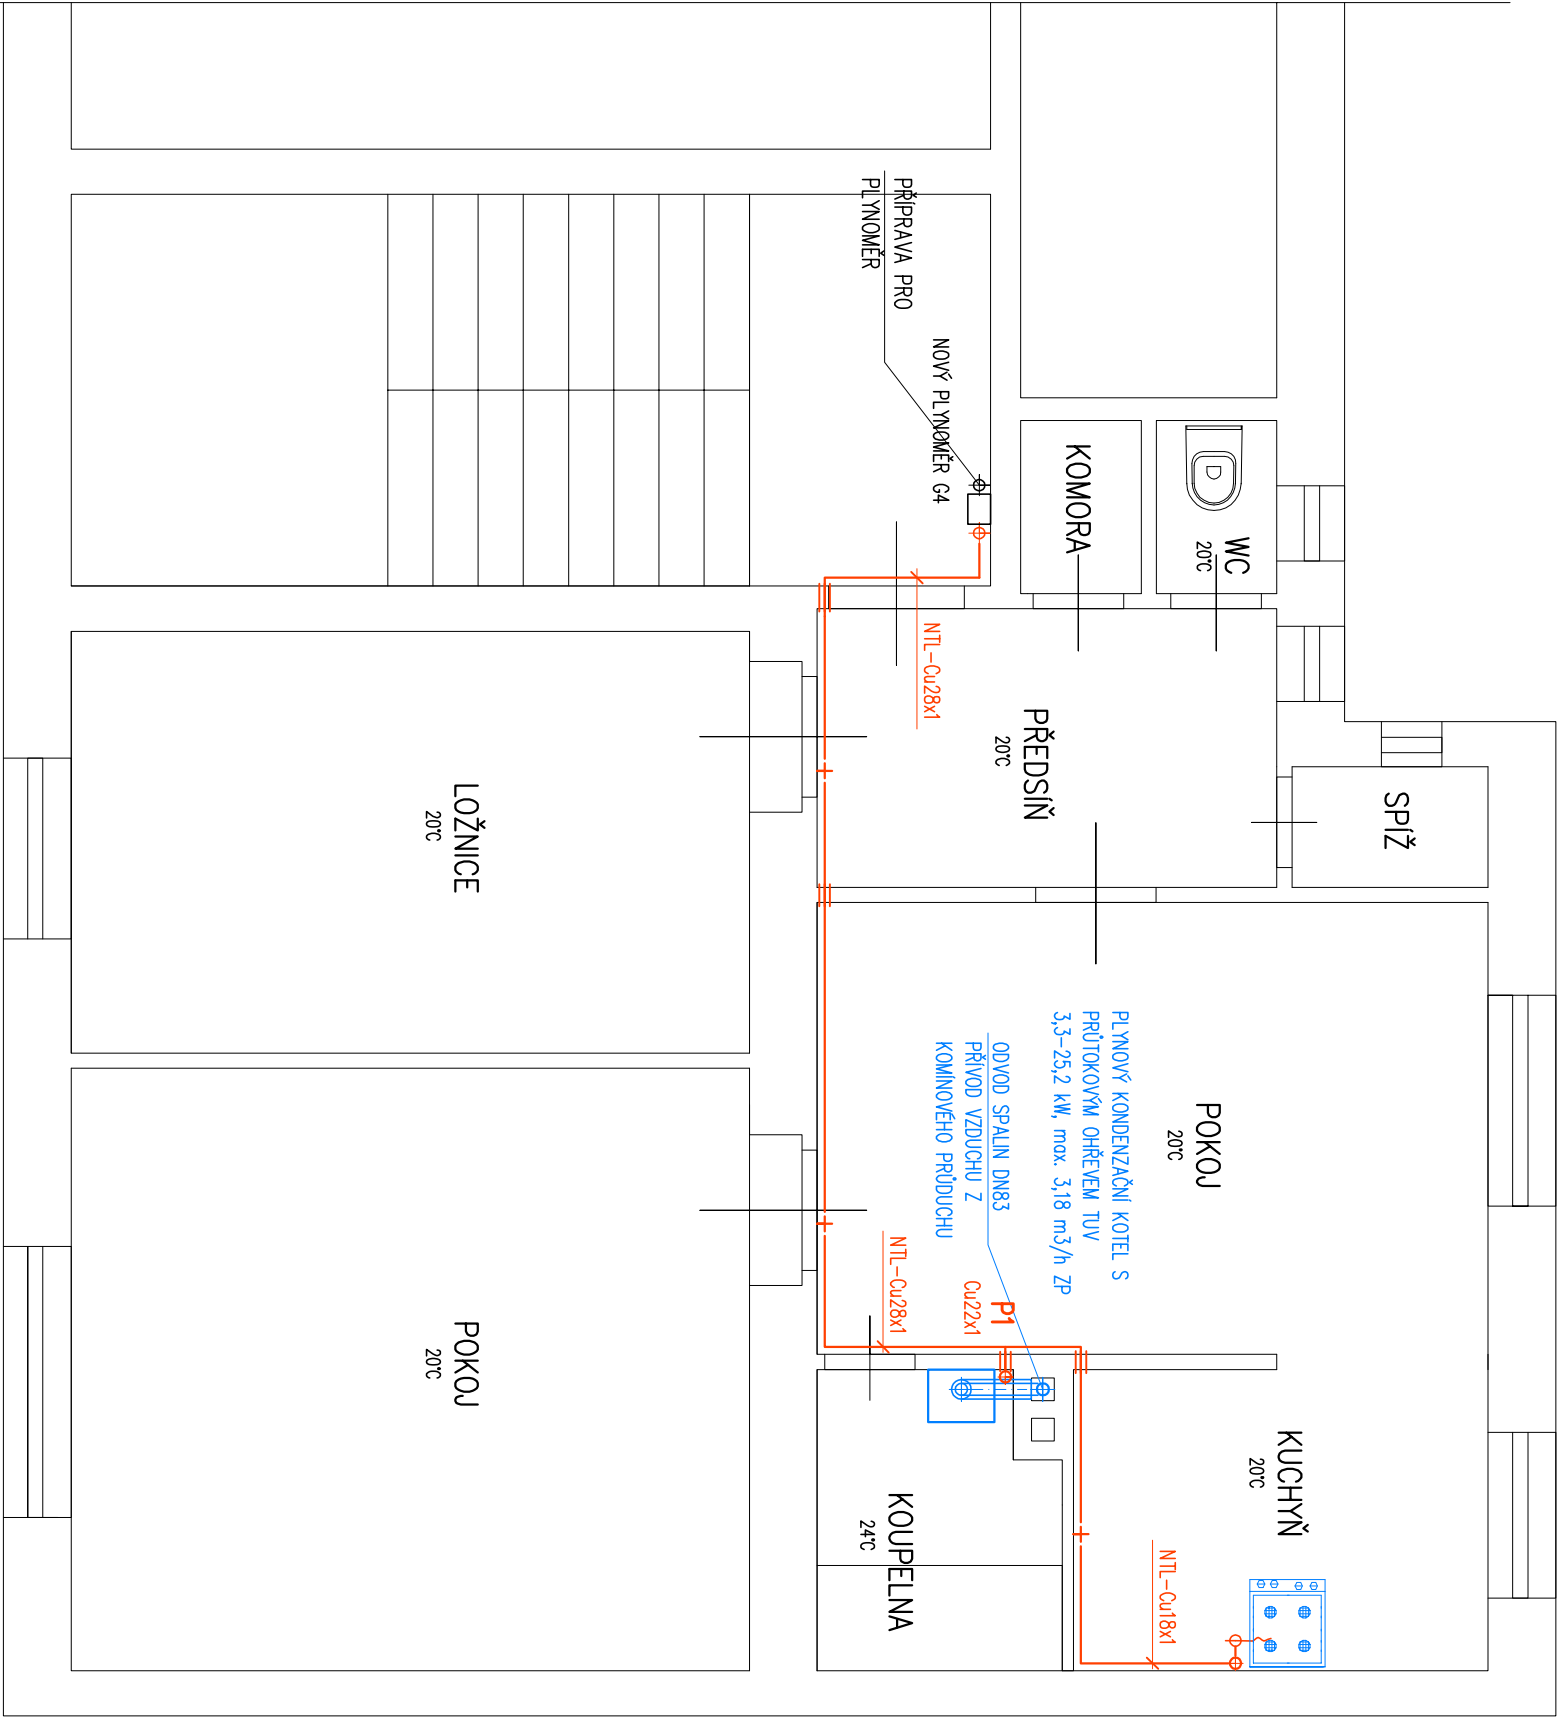 PŘÍPRAVA PRO
PLYNOMĚR
NOVÝ PLYNOMĚR G4
KOMORA
WC
20°C
NTL-Cu28x1
PŘEDSÍŇ
20°C
SPÍŽ
LOŽNICE
20°C
PLYNOVÝ KONDENZAČNÍ KOTEL S
PRŮTOKOVÝM OHŘEVEM TUV
3,3-25,2 kW, max. 3,18 m3/h ZP
ODVOD SPALIN DN83
PŘÍVOD VZDUCHU Z
KOMÍNOVÉHO PRŮDUCHU
POKOJ
20°C
P1
Cu22x1
NTL-Cu28x1
POKOJ
20°C
KUCHYŇ
20°C
KOUPELNA
24°C
NTL-Cu18x1